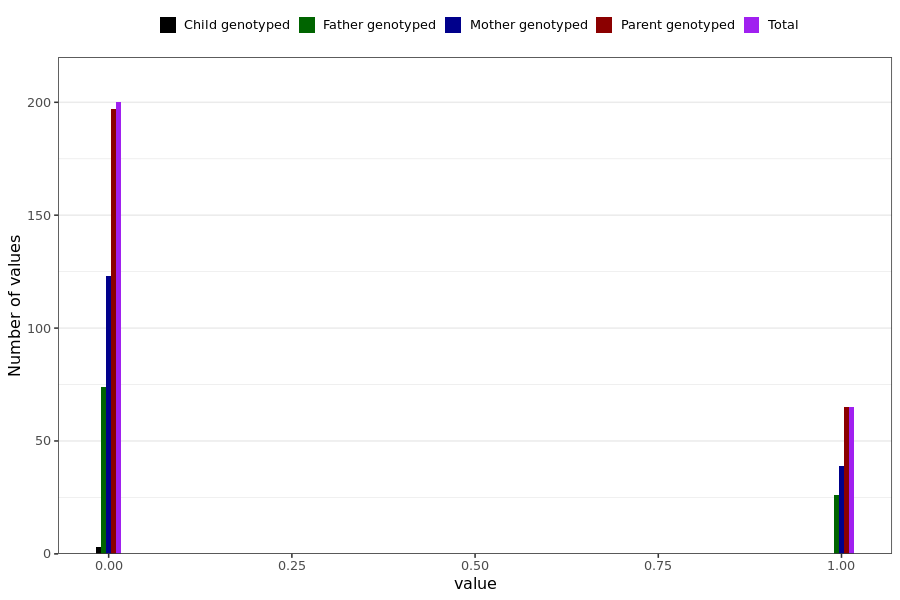 Child genotyped Father genotyped Mother genotyped Parent genotyped Total
200
150
100
50
0
Number of values
0.00 0.25 0.50 0.75 1.00
value